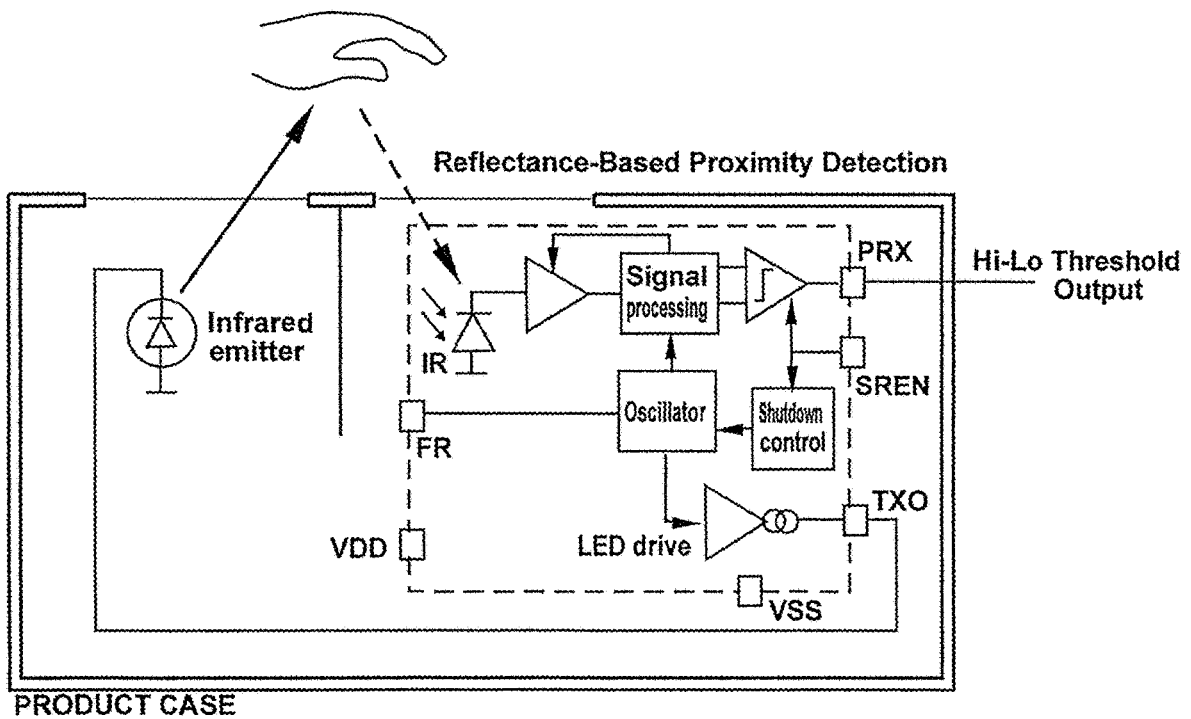 Reflectance-Based Proximity Detection
PRX
Hi-Lo Threshold
Output
Signal
processing
Infrared
emitter
IR
SREN
Oscillator
Shutdown
control
FR
TXO
VDD
LED drive
VSS
PRODUCT CASE